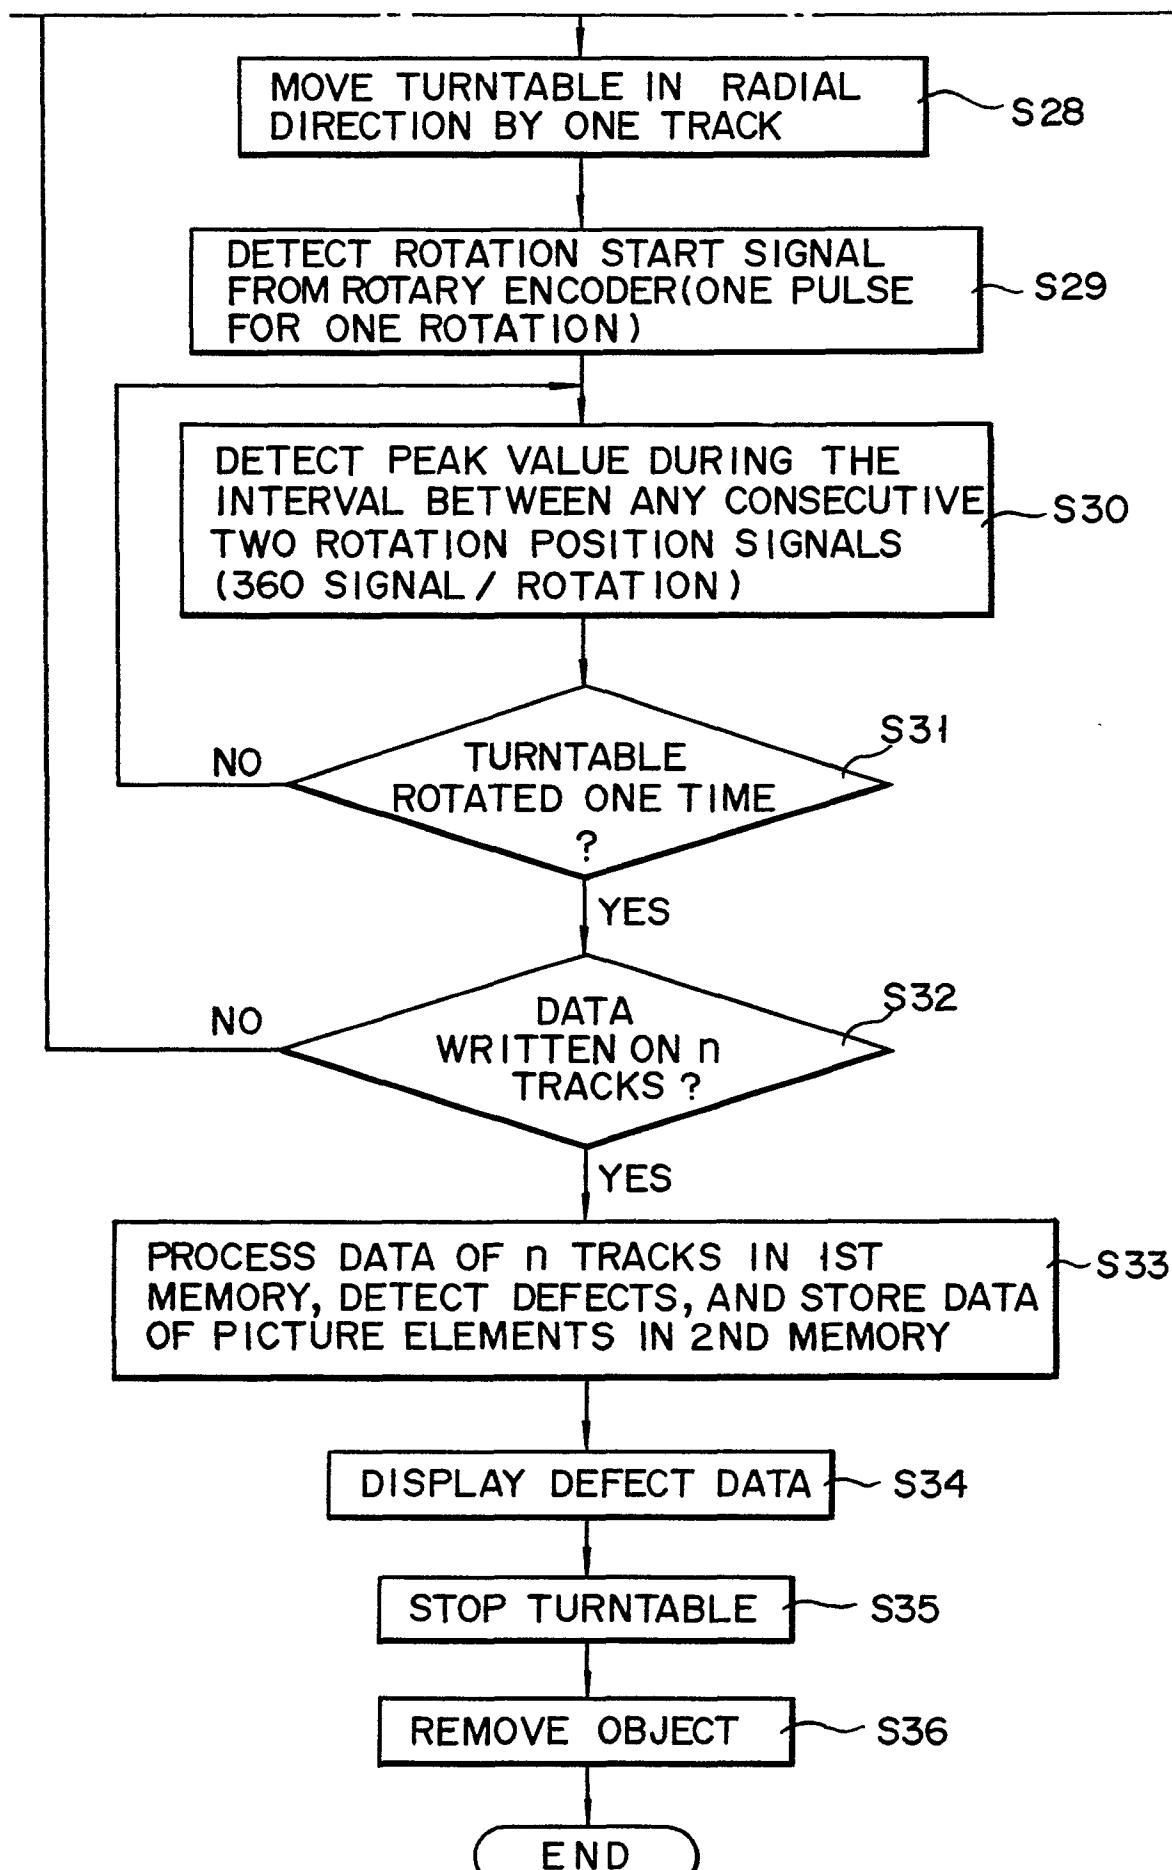 MOVE TURNTABLE IN RADIAL
DIRECTION BY ONE TRACK
S28
DETECT ROTATION START SIGNAL
FROM ROTARY ENCODER(ONE PULSE
FOR ONE ROTATION)
S29
DETECT PEAK VALUE DURING THE
INTERVAL BETWEEN ANY CONSECUTIVE
TWO ROTATION POSITION SIGNALS
(360 SIGNAL / ROTATION)
S30
TURNTABLE
ROTATED ONE TIME
?
S31
NO
YES
DATA
WRITTEN ON n
TRACKS ?
S32
NO
YES
PROCESS DATA OF n TRACKS IN 1ST
MEMORY, DETECT DEFECTS, AND STORE DATA
OF PICTURE ELEMENTS IN 2ND MEMORY
S33
DISPLAY DEFECT DATA
S34
STOP TURNTABLE
S35
REMOVE OBJECT
S36
END